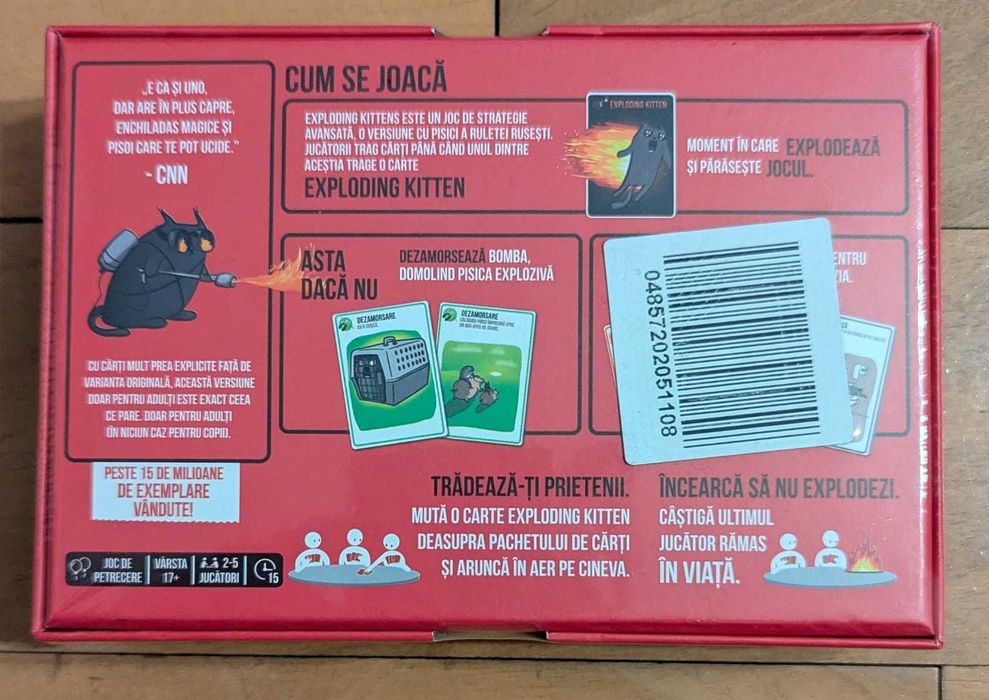 „E CA ȘI UNO,
DAR ARE ÎN PLUS CAPRE,
ENCHILADAS MAGICE ȘI
PISOI CARE TE POT UCIDE.”
- CNN
CU CĂRȚI MULT PREA EXPLICITE FAȚĂ DE
VARIANTA ORIGINALĂ, ACEASTĂ VERSIUNE
DOAR PENTRU ADULȚI ESTE EXACT CEEA
CE PARE. DOAR PENTRU ADULȚI
(ÎN NICIUN CAZ PENTRU COPII).
PESTE 15 DE MILIOANE
DE EXEMPLARE
VÂNDUTE!
JOC DE
PETRECERE
VÂRSTA
17+
2-5
JUCĂTORI
15
CUM SE JOACĂ
EXPLODING KITTENS ESTE UN JOC DE STRATEGIE
AVANSATĂ, O VERSIUNE CU PISICI A RULETEI RUSEȘTI.
JUCĂTORII TRAG CĂRȚI PÂNĂ CÂND UNUL DINTRE
ACEȘTIA TRAGE O CARTE
EXPLODING KITTEN
EXPLODING KITTEN
MOMENT ÎN CARE EXPLODEAZĂ
ȘI PĂRĂSEȘTE JOCUL.
ASTA
DACĂ NU
DEZAMORSEAZĂ BOMBA,
DOMOLIND PISICA EXPLOZIVĂ
DEZAMORSARE
CU O CUȘCĂ.
DEZAMORSARE
ENTRU
ZIA.
04857202051108
TRĂDEAZĂ-ȚI PRIETENII.
MUTĂ O CARTE EXPLODING KITTEN
DEASUPRA PACHETULUI DE CĂRȚI
ȘI ARUNCĂ ÎN AER PE CINEVA.
ÎNCEARCĂ SĂ NU EXPLODEZI.
CÂȘTIGĂ ULTIMUL
JUCĂTOR RĂMAS
ÎN VIAȚĂ.